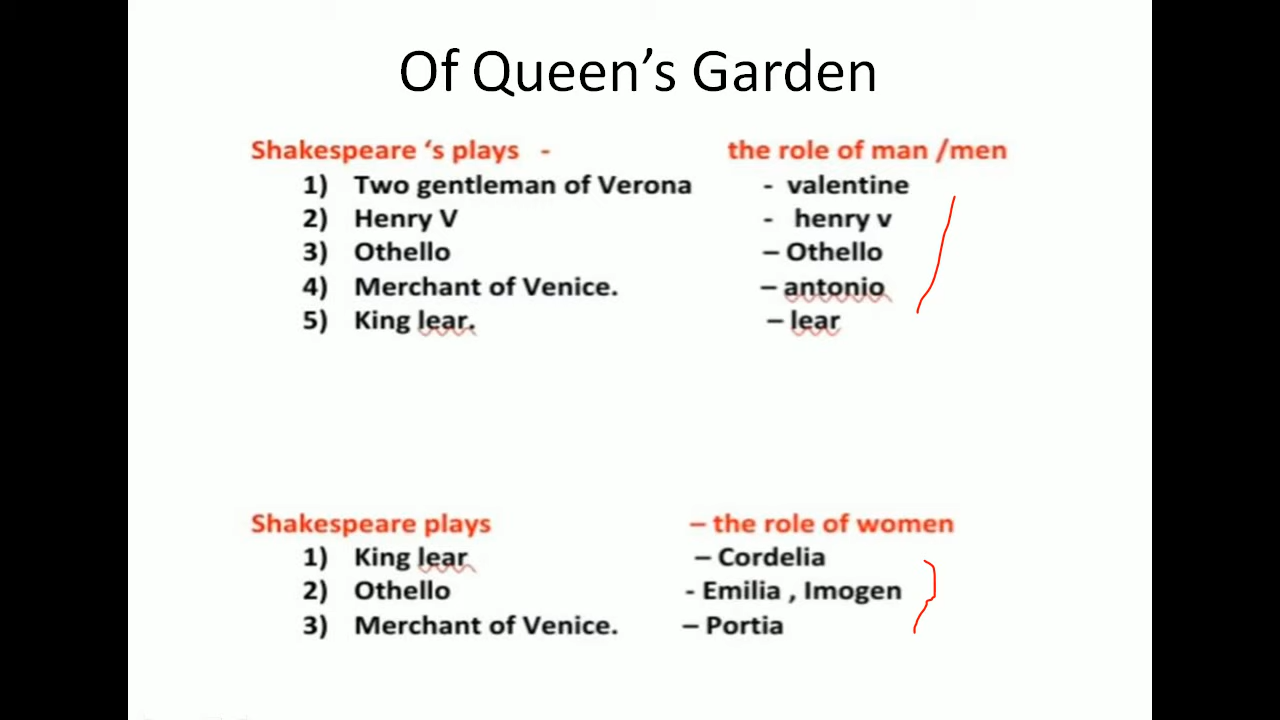 Of Queen's Garden
Shakespeare 's plays - the role of man /men
1) Two gentleman of Verona - valentine
2) Henry V - henry v
3) Othello – Othello
4) Merchant of Venice. – antonio
5) King lear. – lear
Shakespeare plays – the role of women
1) King lear – Cordelia
2) Othello - Emilia , Imogen
3) Merchant of Venice. – Portia